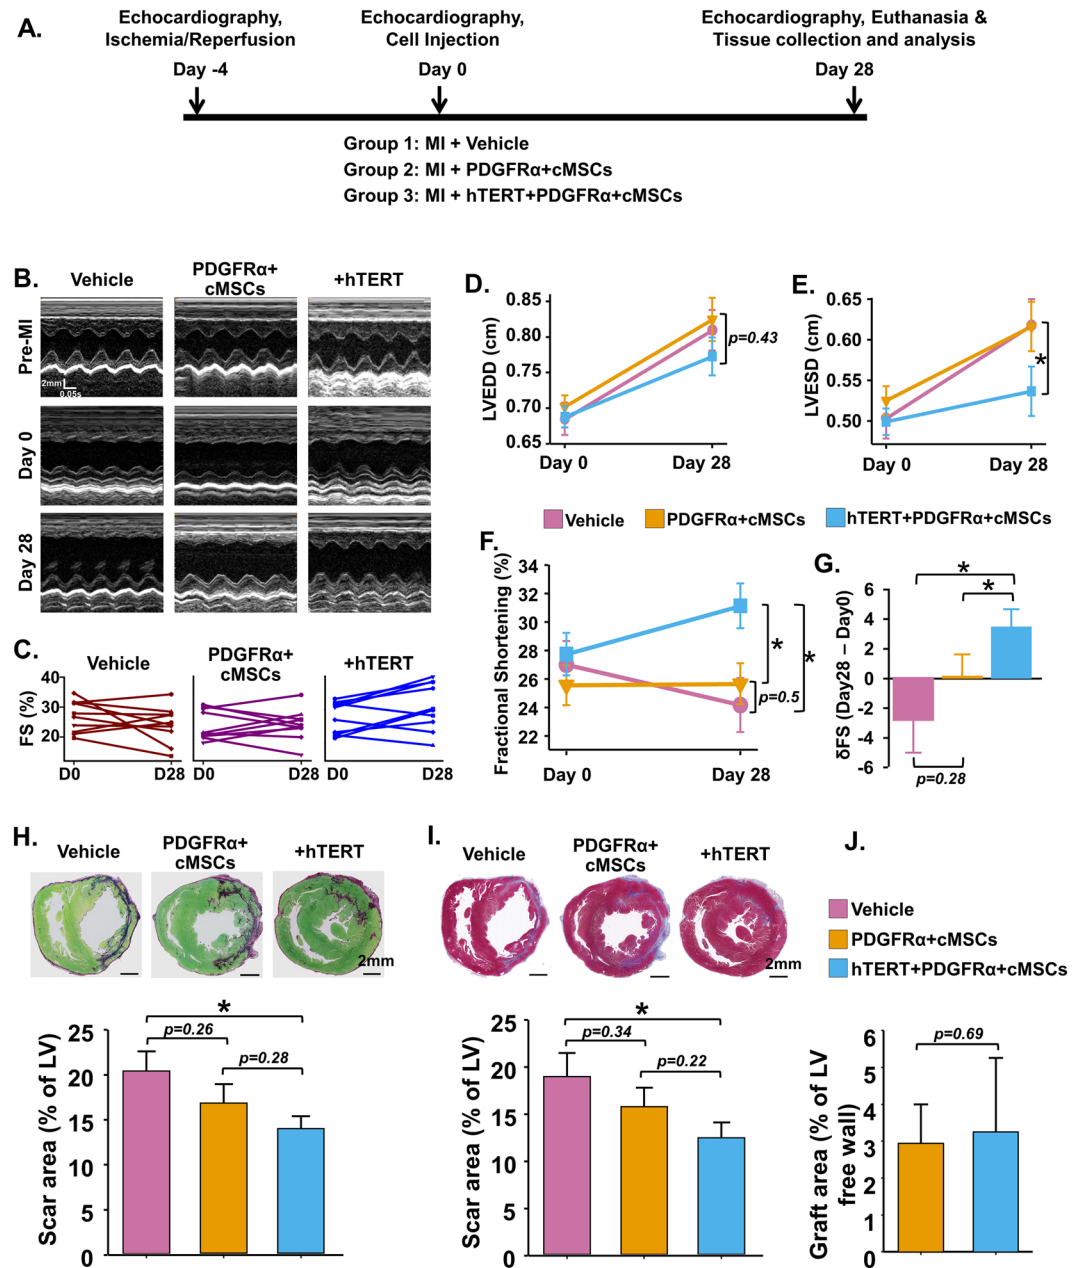 A.
Echocardiography,
Ischemia/Reperfusion
Day -4
Echocardiography,
Cell Injection
Day 0
Echocardiography, Euthanasia &
Tissue collection and analysis
Day 28
Group 1: MI + Vehicle
Group 2: MI + PDGFRα+cMSCs
Group 3: MI + hTERT+PDGFRα+cMSCs
B.
Vehicle
PDGFRα+
cMSCs
+hTERT
Pre-MI
2mm
0.05s
Day 0
Day 28
C.
Vehicle
PDGFRα+
cMSCs
+hTERT
FS (%)
40
30
20
D0
D28
D0
D28
D0
D28
D.
LVEDD (cm)
0.85
0.80
0.75
0.70
0.65
Day 0
Day 28
p=0.43
E.
LVESD (cm)
0.65
0.60
0.55
0.50
Day 0
Day 28
*
Vehicle
PDGFRα+cMSCs
hTERT+PDGFRα+cMSCs
F.
Fractional Shortening (%)
34
32
30
28
26
24
22
Day 0
Day 28
*
*
p=0.5
G.
δFS (Day28 – Day0)
6
4
2
0
-2
-4
-6
*
*
p=0.28
H.
Vehicle
PDGFRα+
cMSCs
+hTERT
2mm
Scar area (% of LV)
25
20
15
10
5
0
*
p=0.26
p=0.28
I.
Vehicle
PDGFRα+
cMSCs
+hTERT
2mm
Scar area (% of LV)
25
20
15
10
5
0
*
p=0.34
p=0.22
J.
Vehicle
PDGFRα+cMSCs
hTERT+PDGFRα+cMSCs
Graft area (% of LV
free wall)
6
5
4
3
2
1
0
p=0.69